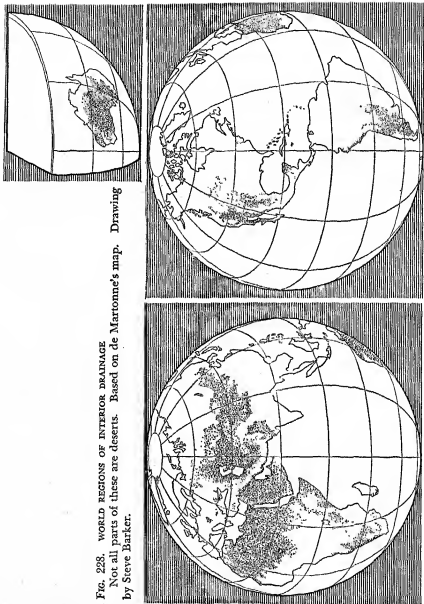 FIG. 228. WORLD REGIONS OF INTERIOR DRAINAGE
Not all parts of these are deserts. Based on de Martonne's map. Drawing
by Steve Barker.